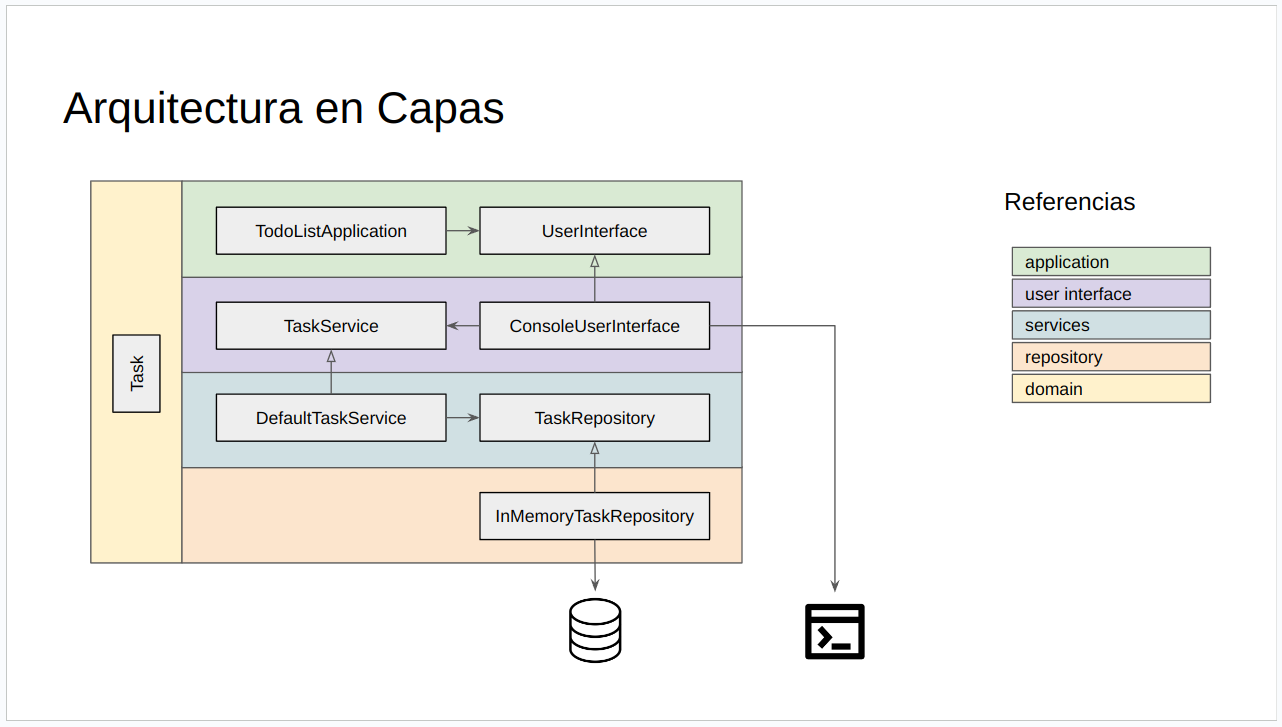 Arquitectura en Capas
TodoListApplication
UserInterface
TaskService
ConsoleUserInterface
Task
DefaultTaskService
TaskRepository
InMemoryTaskRepository
Referencias
application
user interface
services
repository
domain